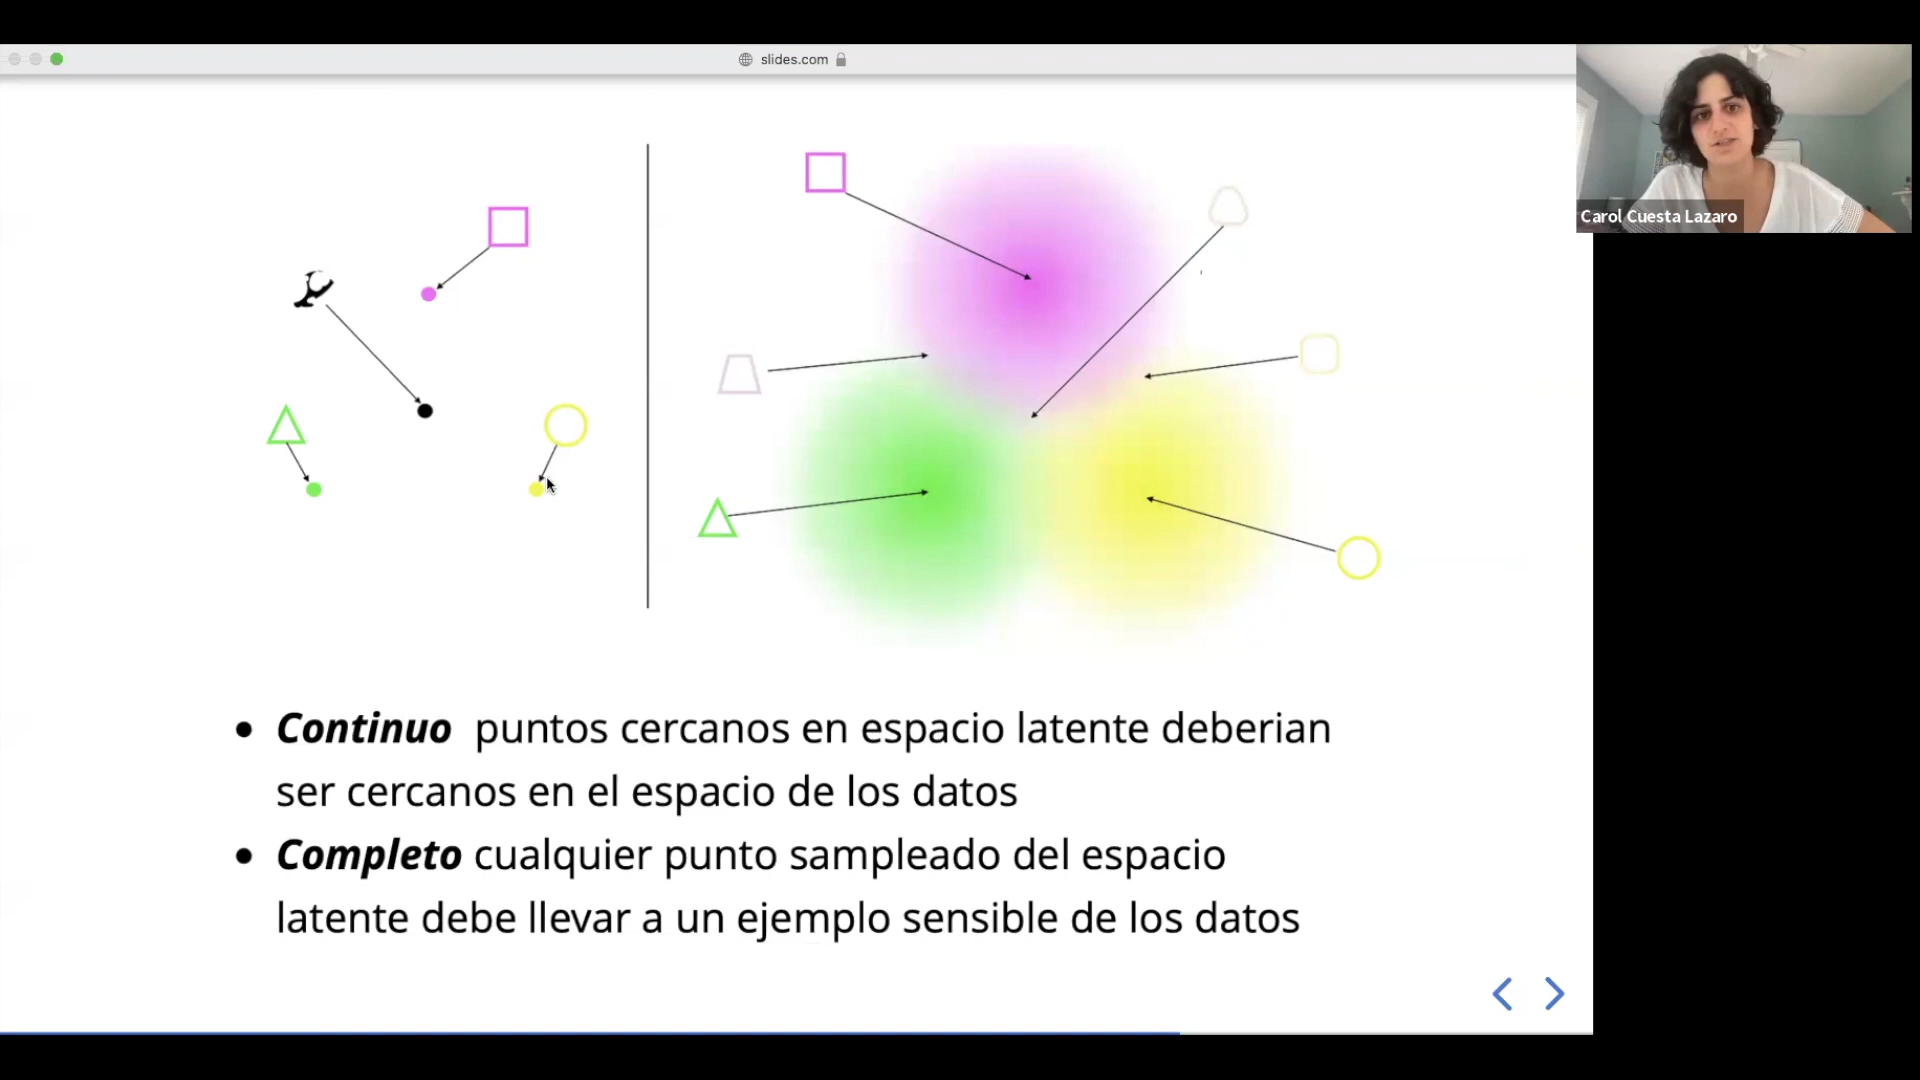 slides.com
Carol Cuesta Lazaro
Continuo puntos cercanos en espacio latente deberian
ser cercanos en el espacio de los datos
Completo cualquier punto sampleado del espacio
latente debe llevar a un ejemplo sensible de los datos